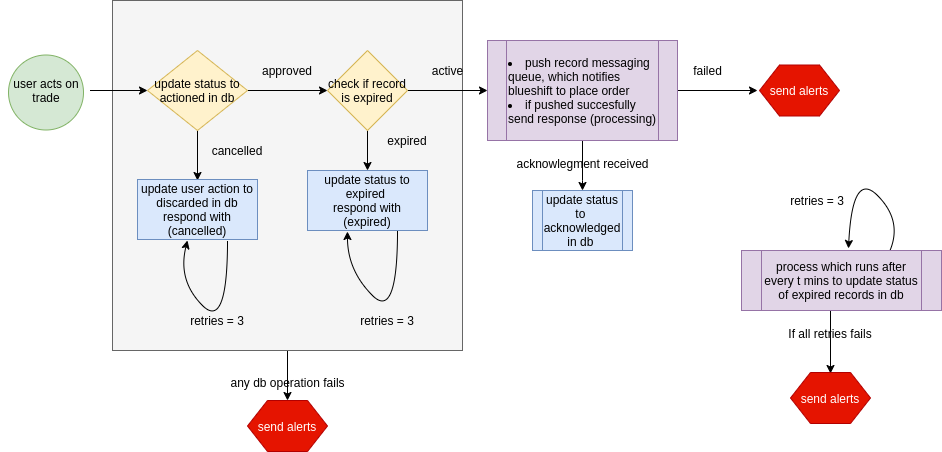 user acts on
trade
update status to
actioned in db
approved
check if record
is expired
active
• push record messaging
queue, which notifies
blueshift to place order
• if pushed succesfully
send response (processing)
failed
send alerts
cancelled
expired
update user action to
discarded in db
respond with
(cancelled)
update status to
expired
respond with
(expired)
acknowlegment received
update status
to
acknowledged
in db
retries = 3
retries = 3
retries = 3
process which runs after
every t mins to update status
of expired records in db
If all retries fails
send alerts
any db operation fails
send alerts